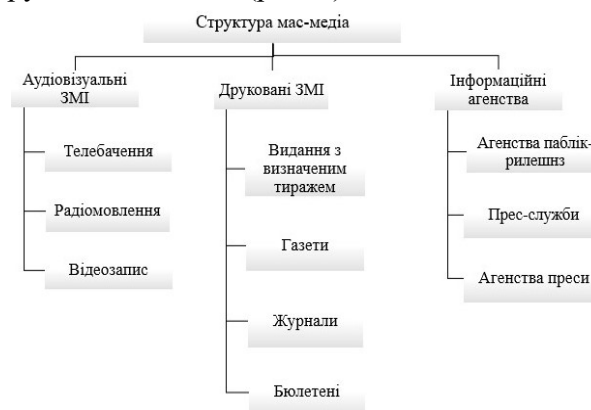 Структура мас-медіа
Аудіовізуальні
ЗМІ
Телебачення
Радіомовлення
Відеозапис
Друковані ЗМІ
Видання з
визначеним
тиражем
Газети
Журнали
Бюлетені
Інформаційні
агенства
Агенства паблік-
рилешнз
Прес-служби
Агенства преси